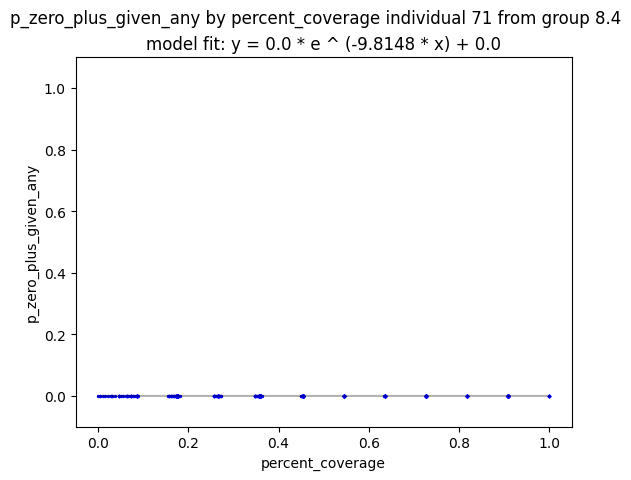 p_zero_plus_given_any by percent_coverage individual 71 from group 8.4
model fit: y = 0.0 * e ^ (-9.8148 * x) + 0.0
p_zero_plus_given_any
1.0
0.8
0.6
0.4
0.2
0.0
0.0 0.2 0.4 0.6 0.8 1.0
percent_coverage